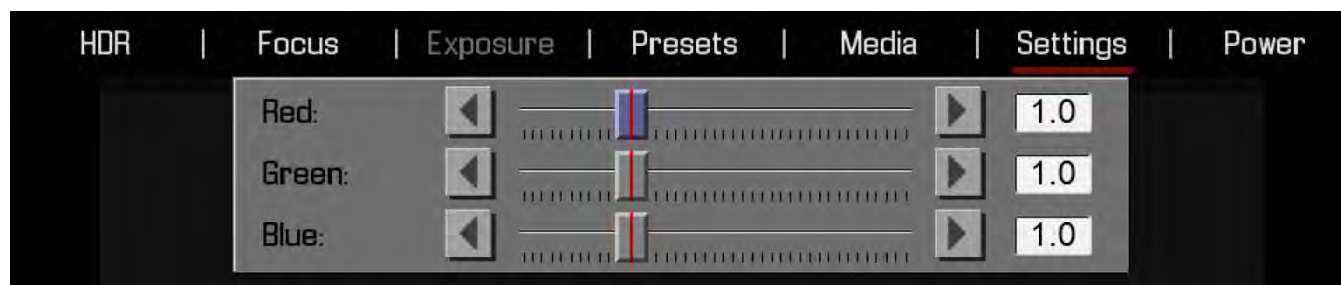 HDR | Focus | Exposure | Presets | Media | Settings | Power
Red: 1.0
Green: 1.0
Blue: 1.0